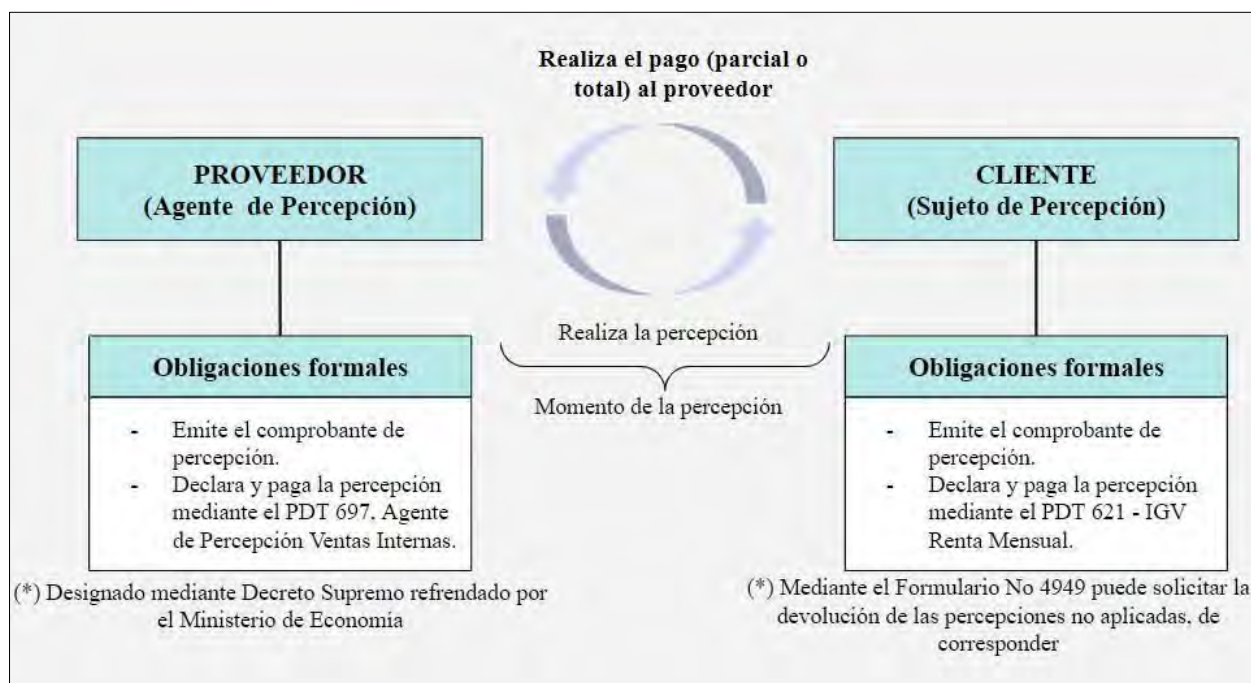 Realiza el pago (parcial o
total) al proveedor
PROVEEDOR
(Agente de Percepción)
CLIENTE
(Sujeto de Percepción)
Realiza la percepción
Momento de la percepción
Obligaciones formales
- Emite el comprobante de
percepción.
- Declara y paga la percepción
mediante el PDT 697, Agente
de Percepción Ventas Internas.
(*) Designado mediante Decreto Supremo refrendado por
el Ministerio de Economía
Obligaciones formales
- Emite el comprobante de
percepción.
- Declara y paga la percepción
mediante el PDT 621 - IGV
Renta Mensual.
(*) Mediante el Formulario No 4949 puede solicitar la
devolución de las percepciones no aplicadas, de
corresponder